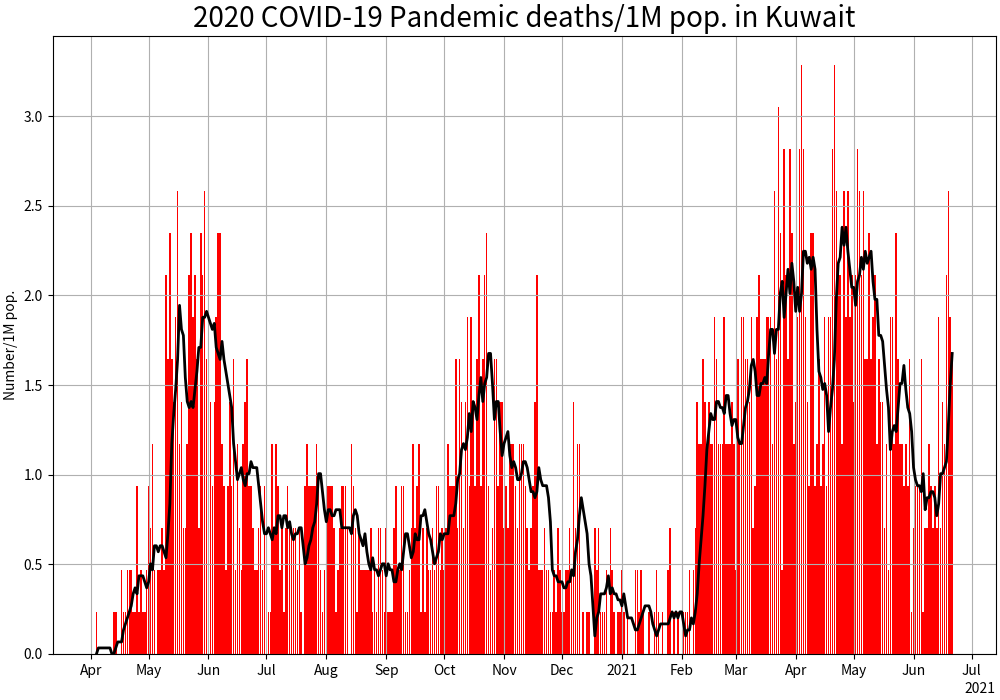 2020 COVID-19 Pandemic deaths/1M pop. in Kuwait
Number/1M pop.
3.0
2.5
2.0
1.5
1.0
0.5
0.0
Apr May Jun Jul Aug Sep Oct Nov Dec 2021 Feb Mar Apr May Jun Jul
2021